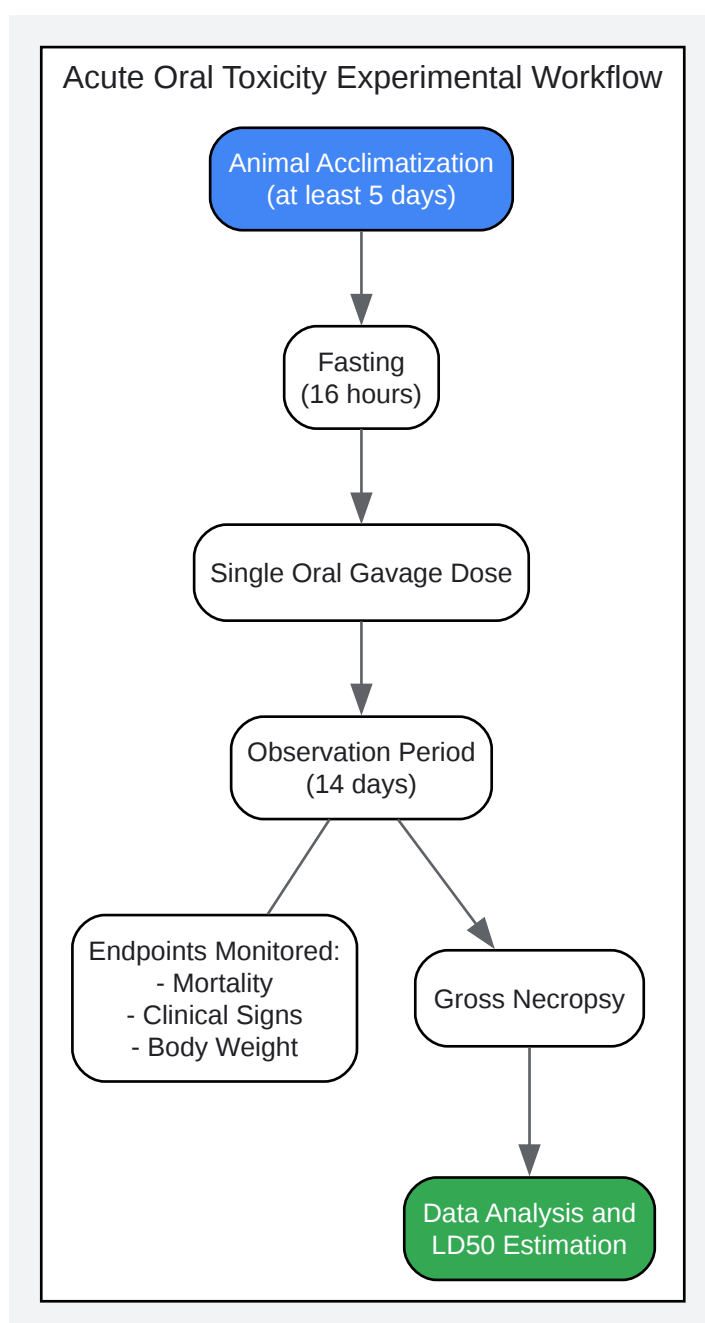 Acute Oral Toxicity Experimental Workflow
Animal Acclimatization
(at least 5 days)
Fasting
(16 hours)
Single Oral Gavage Dose
Observation Period
(14 days)
Endpoints Monitored:
- Mortality
- Clinical Signs
- Body Weight
Gross Necropsy
Data Analysis and
LD50 Estimation